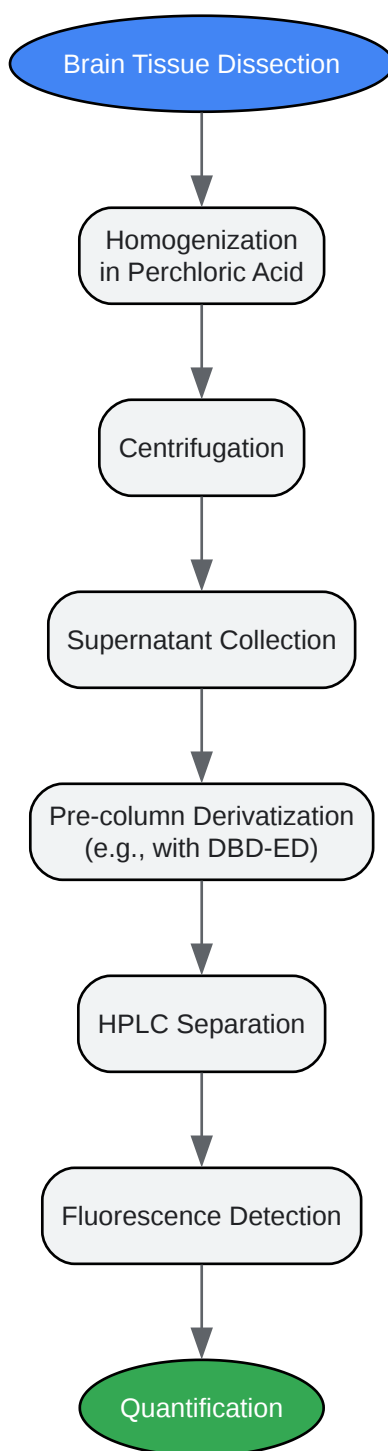 Brain Tissue Dissection
Homogenization
in Perchloric Acid
Centrifugation
Supernatant Collection
Pre-column Derivatization
(e.g., with DBD-ED)
HPLC Separation
Fluorescence Detection
Quantification